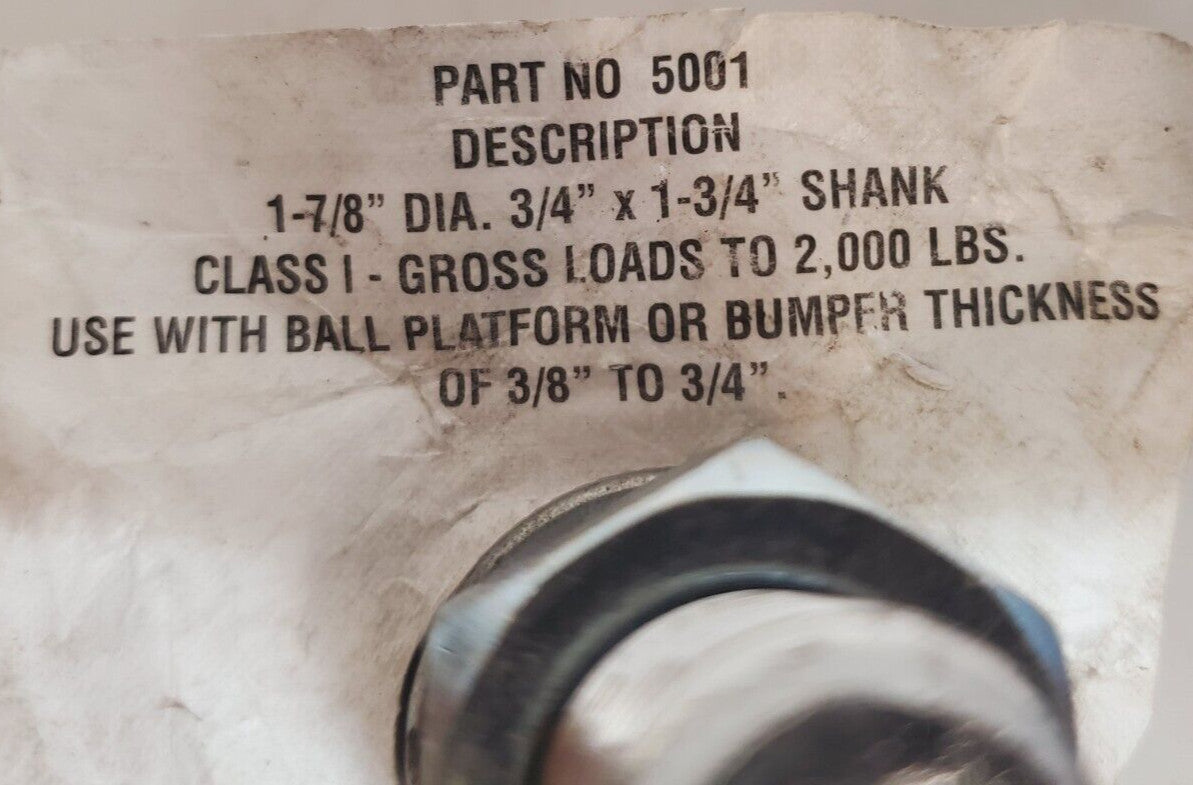 PART NO 5001
DESCRIPTION
1-7/8” DIA. 3/4” x 1-3/4” SHANK
CLASS I - GROSS LOADS TO 2,000 LBS.
USE WITH BALL PLATFORM OR BUMPER THICKNESS
OF 3/8” TO 3/4”.